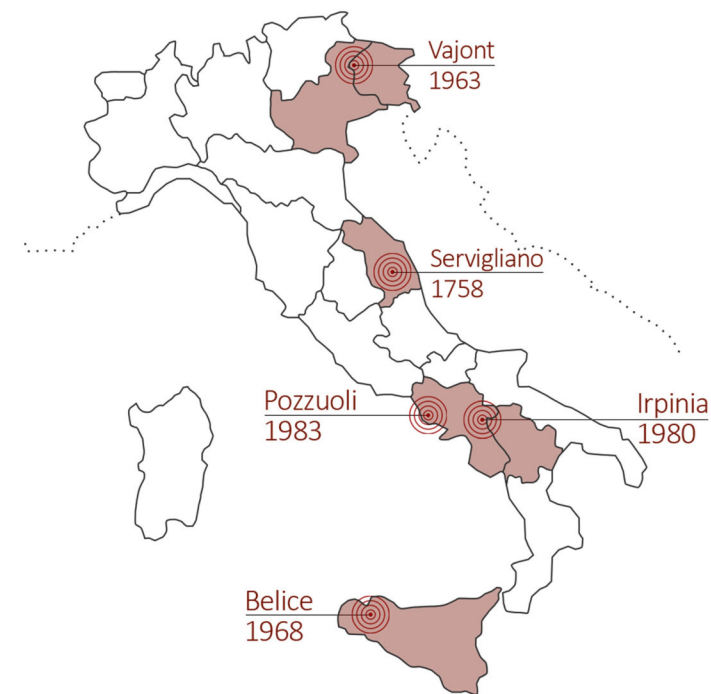 Vajont
1963
Servigliano
1758
Pozzuoli
1983
Irpinia
1980
Belice
1968